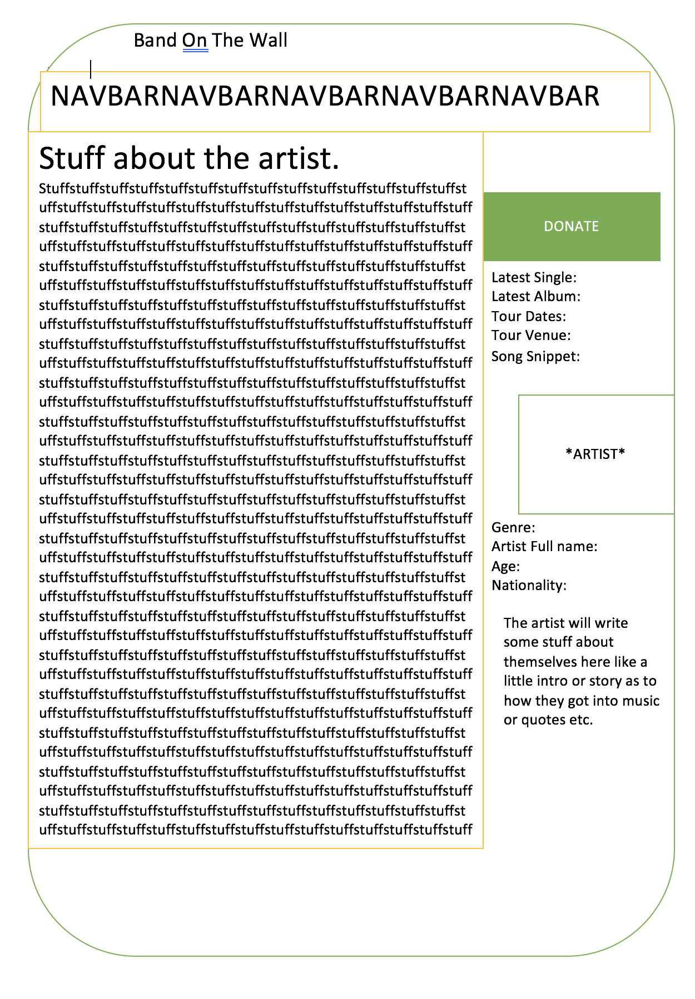 Band On The Wall
NAVBARNAVBARNAVBARNAVBARNAVBAR
Stuff about the artist.
Stuffstuffstuffstuffstuffstuffstuffstuffstuffstuffstuffstuffstuffstuffst
uffstuffstuffstuffstuffstuffstuffstuffstuffstuffstuffstuffstuffstuffstuff
stuffstuffstuffstuffstuffstuffstuffstuffstuffstuffstuffstuffstuffstuffst
uffstuffstuffstuffstuffstuffstuffstuffstuffstuffstuffstuffstuffstuffstuff
stuffstuffstuffstuffstuffstuffstuffstuffstuffstuffstuffstuffstuffstuffst
uffstuffstuffstuffstuffstuffstuffstuffstuffstuffstuffstuffstuffstuffstuff
stuffstuffstuffstuffstuffstuffstuffstuffstuffstuffstuffstuffstuffstuffst
uffstuffstuffstuffstuffstuffstuffstuffstuffstuffstuffstuffstuffstuffstuff
stuffstuffstuffstuffstuffstuffstuffstuffstuffstuffstuffstuffstuffstuffst
uffstuffstuffstuffstuffstuffstuffstuffstuffstuffstuffstuffstuffstuffstuff
stuffstuffstuffstuffstuffstuffstuffstuffstuffstuffstuffstuffstuffstuffst
uffstuffstuffstuffstuffstuffstuffstuffstuffstuffstuffstuffstuffstuffstuff
stuffstuffstuffstuffstuffstuffstuffstuffstuffstuffstuffstuffstuffstuffst
uffstuffstuffstuffstuffstuffstuffstuffstuffstuffstuffstuffstuffstuffstuff
stuffstuffstuffstuffstuffstuffstuffstuffstuffstuffstuffstuffstuffstuffst
uffstuffstuffstuffstuffstuffstuffstuffstuffstuffstuffstuffstuffstuffstuff
stuffstuffstuffstuffstuffstuffstuffstuffstuffstuffstuffstuffstuffstuffst
uffstuffstuffstuffstuffstuffstuffstuffstuffstuffstuffstuffstuffstuffstuff
stuffstuffstuffstuffstuffstuffstuffstuffstuffstuffstuffstuffstuffstuffst
uffstuffstuffstuffstuffstuffstuffstuffstuffstuffstuffstuffstuffstuffstuff
stuffstuffstuffstuffstuffstuffstuffstuffstuffstuffstuffstuffstuffstuffst
uffstuffstuffstuffstuffstuffstuffstuffstuffstuffstuffstuffstuffstuffstuff
stuffstuffstuffstuffstuffstuffstuffstuffstuffstuffstuffstuffstuffstuffst
uffstuffstuffstuffstuffstuffstuffstuffstuffstuffstuffstuffstuffstuffstuff
stuffstuffstuffstuffstuffstuffstuffstuffstuffstuffstuffstuffstuffstuffst
uffstuffstuffstuffstuffstuffstuffstuffstuffstuffstuffstuffstuffstuffstuff
stuffstuffstuffstuffstuffstuffstuffstuffstuffstuffstuffstuffstuffstuffst
uffstuffstuffstuffstuffstuffstuffstuffstuffstuffstuffstuffstuffstuffstuff
stuffstuffstuffstuffstuffstuffstuffstuffstuffstuffstuffstuffstuffstuffst
uffstuffstuffstuffstuffstuffstuffstuffstuffstuffstuffstuffstuffstuffstuff
stuffstuffstuffstuffstuffstuffstuffstuffstuffstuffstuffstuffstuffstuffst
uffstuffstuffstuffstuffstuffstuffstuffstuffstuffstuffstuffstuffstuffstuff
stuffstuffstuffstuffstuffstuffstuffstuffstuffstuffstuffstuffstuffstuffst
uffstuffstuffstuffstuffstuffstuffstuffstuffstuffstuffstuffstuffstuffstuff
DONATE
Latest Single:
Latest Album:
Tour Dates:
Tour Venue:
Song Snippet:
*ARTIST*
Genre:
Artist Full name:
Age:
Nationality:
The artist will write
some stuff about
themselves here like a
little intro or story as to
how they got into music
or quotes etc.